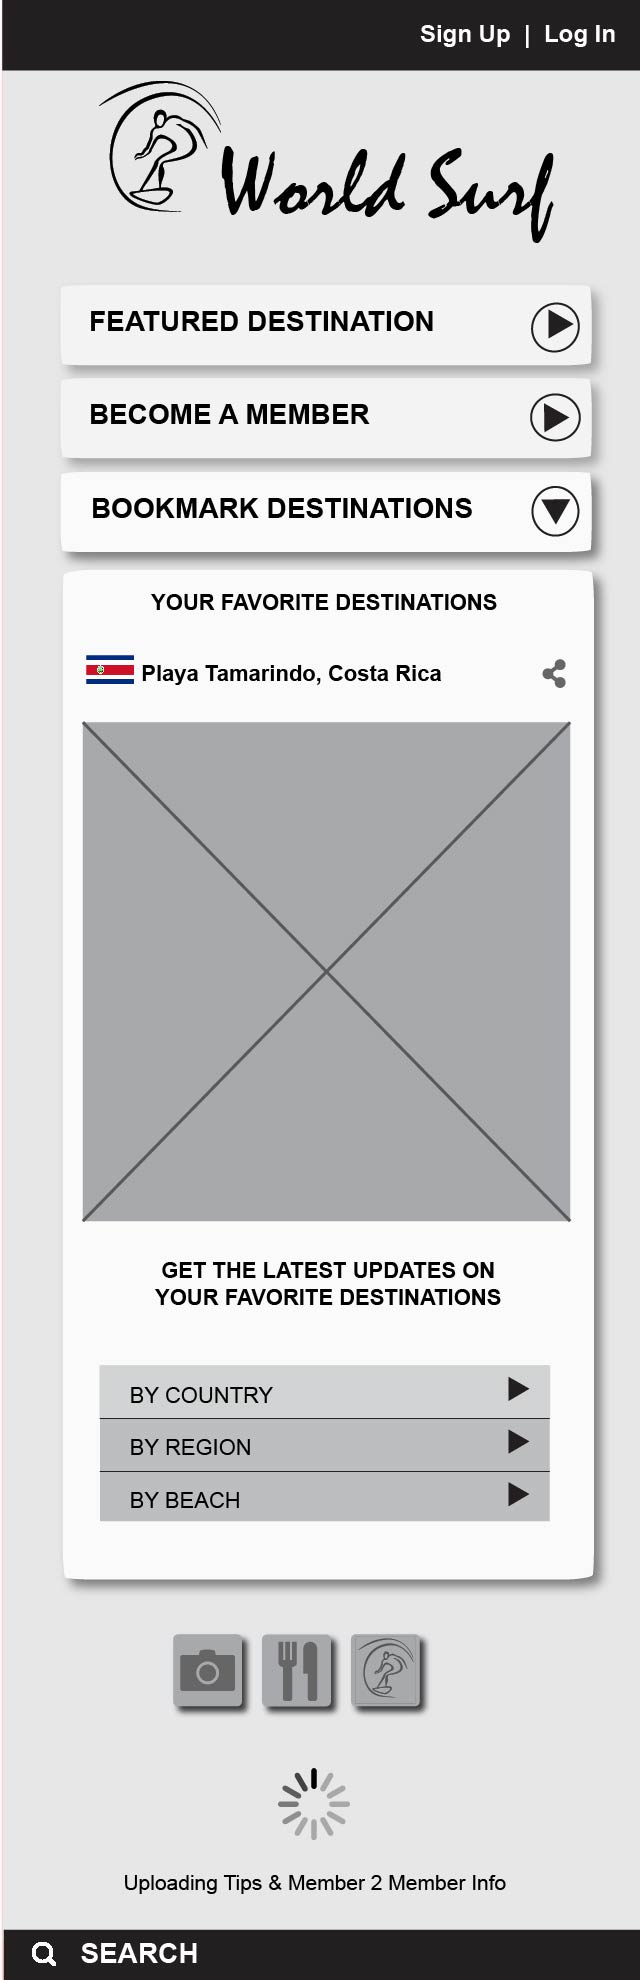 Sign Up | Log In
World Surf
FEATURED DESTINATION
BECOME A MEMBER
BOOKMARK DESTINATIONS
YOUR FAVORITE DESTINATIONS
Playa Tamarindo, Costa Rica
GET THE LATEST UPDATES ON
YOUR FAVORITE DESTINATIONS
BY COUNTRY
BY REGION
BY BEACH
Uploading Tips & Member 2 Member Info
SEARCH